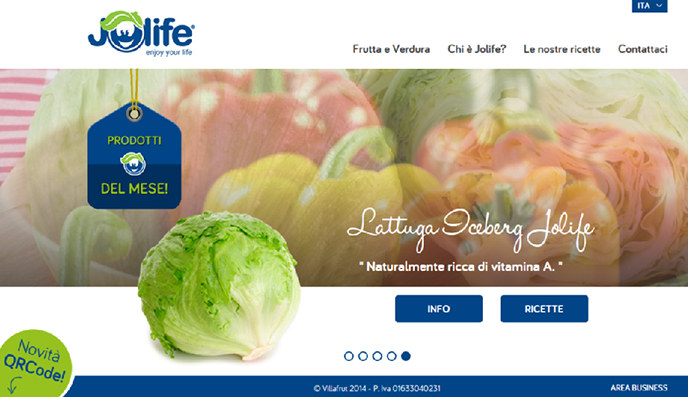 ITA
Jolife®
enjoy your life
Frutta e Verdura
Chi è Jolife?
Le nostre ricette
Contattaci
PRODOTTI
DEL MESE!
Lattuga Iceberg Jolife
" Naturalmente ricca di vitamina A. "
INFO
RICETTE
Novità
QRCode!
© Villafrut 2014 - P. Iva 01633040231
AREA BUSINESS